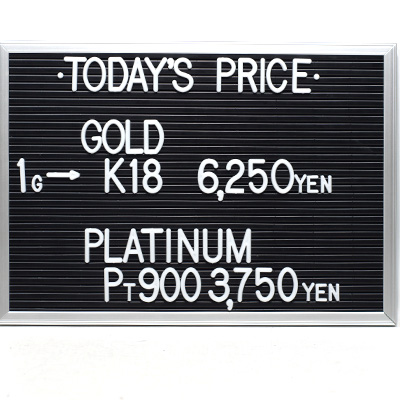 ·TODAY'S PRICE·
GOLD
1G→ K18 6,250YEN
PLATINUM
PT900 3,750YEN